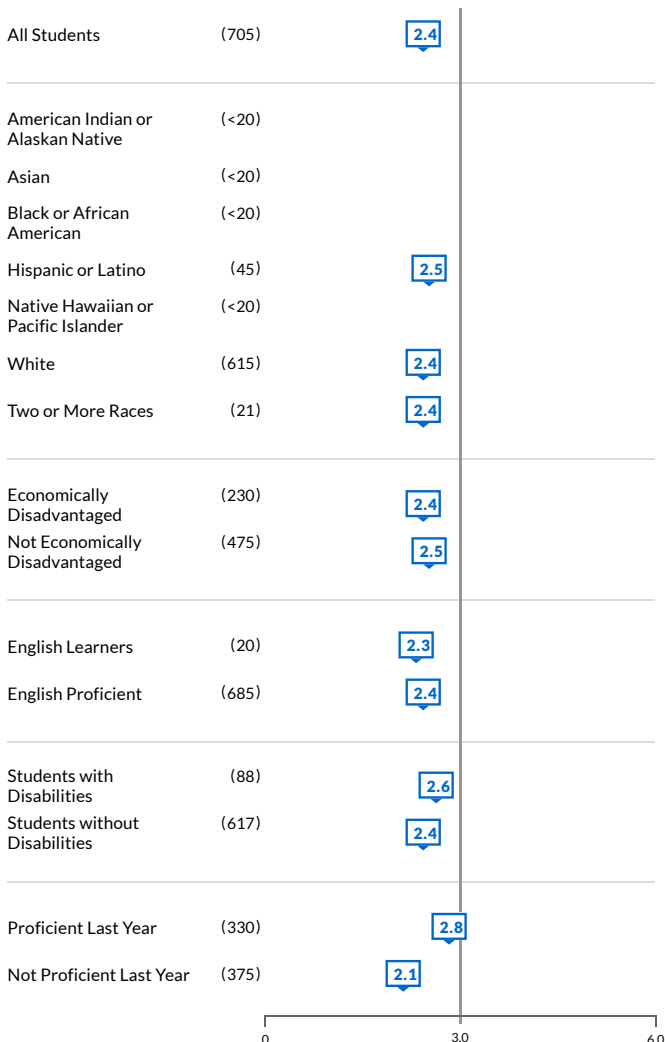 All Students (705) 2.4
American Indian or (<20)
Alaskan Native
Asian (<20)
Black or African (<20)
American
Hispanic or Latino (45) 2.5
Native Hawaiian or (<20)
Pacific Islander
White (615) 2.4
Two or More Races (21) 2.4
Economically (230) 2.4
Disadvantaged
Not Economically (475) 2.5
Disadvantaged
English Learners (20) 2.3
English Proficient (685) 2.4
Students with (88) 2.6
Disabilities
Students without (617) 2.4
Disabilities
Proficient Last Year (330) 2.8
Not Proficient Last Year (375) 2.1
0 3.0 6.0